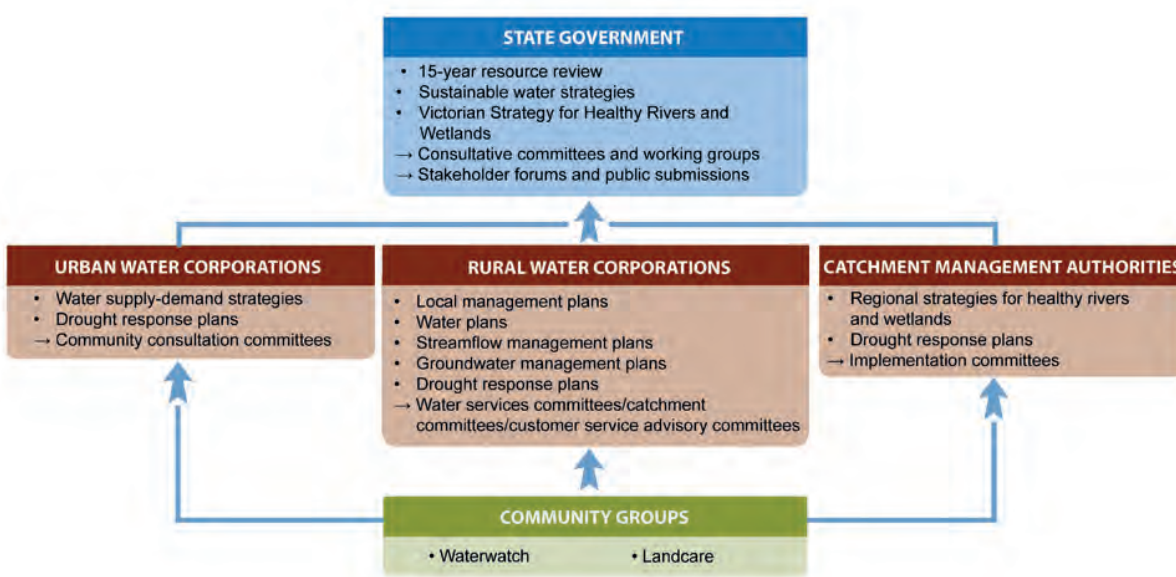 STATE GOVERNMENT
• 15-year resource review
• Sustainable water strategies
• Victorian Strategy for Healthy Rivers and
Wetlands
→ Consultative committees and working groups
→ Stakeholder forums and public submissions
URBAN WATER CORPORATIONS
• Water supply-demand strategies
• Drought response plans
→ Community consultation committees
RURAL WATER CORPORATIONS
• Local management plans
• Water plans
• Streamflow management plans
• Groundwater management plans
• Drought response plans
→ Water services committees/catchment
committees/customer service advisory committees
CATCHMENT MANAGEMENT AUTHORITIES
• Regional strategies for healthy rivers
and wetlands
• Drought response plans
→ Implementation committees
COMMUNITY GROUPS
• Waterwatch • Landcare